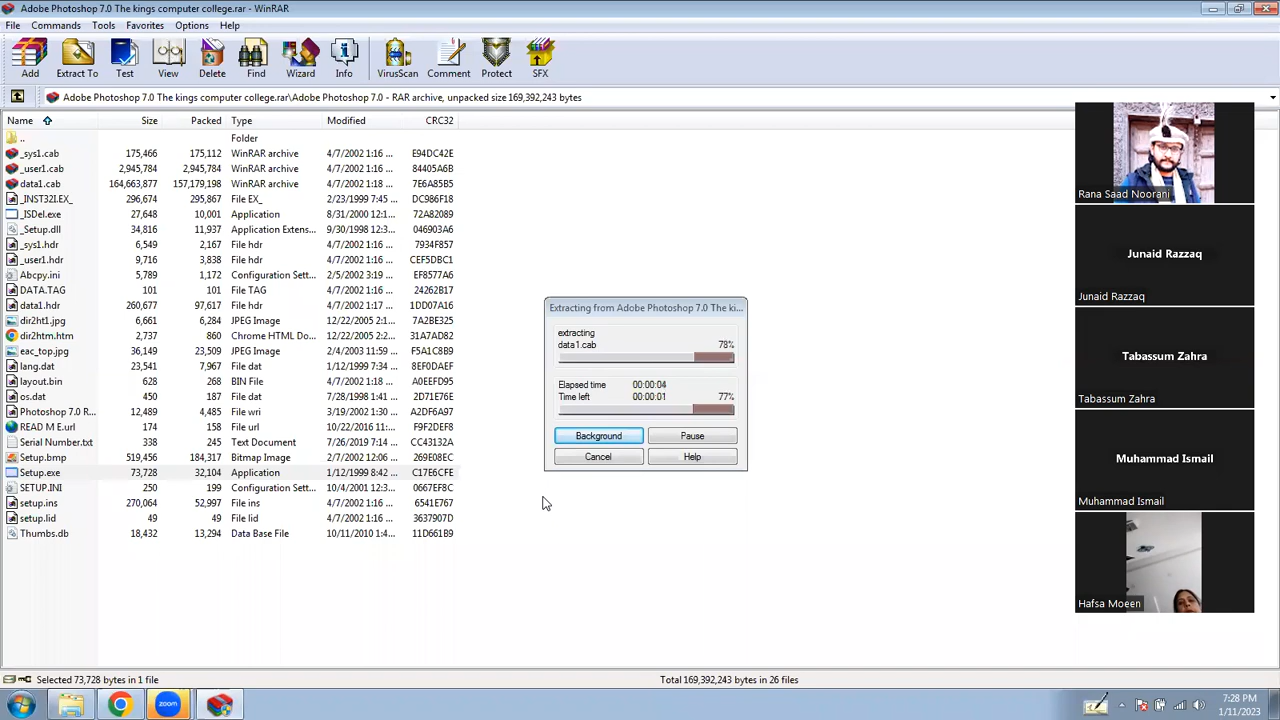 Adobe Photoshop 7.0 The kings computer college.rar - WinRAR
File Commands Tools Favorites Options Help
Add Extract To Test View Delete Find Wizard Info VirusScan Comment Protect SFX
Adobe Photoshop 7.0 The kings computer college.rar\Adobe Photoshop 7.0 - RAR archive, unpacked size 169,392,243 bytes
Name Size Packed Type Modified CRC32
.. Folder
_sys1.cab 175,466 175,112 WinRAR archive 4/7/2002 1:16 ... E94DC42E
_user1.cab 2,945,784 2,945,784 WinRAR archive 4/7/2002 1:16 ... 84405A6B
data1.cab 164,663,877 157,179,198 WinRAR archive 4/7/2002 1:18 ... 7E6A85B5
_INST32I.EX_ 296,674 295,867 File EX_ 2/23/1999 7:45 ... DC986F18
_ISDel.exe 27,648 10,001 Application 8/31/2000 12:1... 72A82089
_Setup.dll 34,816 11,937 Application Extens... 9/30/1998 12:3... 046903A6
_sys1.hdr 6,549 2,167 File hdr 4/7/2002 1:16 ... 7934F857
_user1.hdr 9,716 3,838 File hdr 4/7/2002 1:16 ... CEF5DBC1
Abcpy.ini 5,789 1,172 Configuration Sett... 2/5/2002 3:19 ... EF8577A6
DATA.TAG 101 101 File TAG 4/7/2002 1:16 ... 24262B17
data1.hdr 260,677 97,617 File hdr 4/7/2002 1:17 ... 1DD07A16
dir2ht1.jpg 6,661 6,284 JPEG Image 12/22/2005 2:1... 7A2BE325
dir2htm.htm 2,737 860 Chrome HTML Do... 12/22/2005 2:2... 31A7AD82
eac_top.jpg 36,149 23,509 JPEG Image 2/4/2003 11:59 ... F5A1C8B9
lang.dat 23,541 7,967 File dat 1/12/1999 7:58 ... 8EF0DAEF
layout.bin 628 268 BIN File 4/7/2002 1:18 ... A0EEFD95
os.dat 450 256 File dat 7/28/1998 1:41 ... 2D71E76E
Photoshop 7.0 R... 12,489 4,485 File wri 3/19/2002 1:30 ... A2DF6A97
READ M E.url 174 158 File url 10/22/2016 11:... F9F2DEF8
Serial Number.txt 338 245 Text Document 7/26/2019 7:14 ... CC43132A
Setup.bmp 519,456 184,317 Bitmap Image 4/7/2002 1:16 ... 269E08EC
Setup.exe 73,728 32,104 Application 1/12/1999 8:42 ... C17E6CFE
SETUP.INI 250 199 Configuration Sett... 10/4/2001 12:3... 0667EF8C
setup.ins 270,064 52,997 File ins 4/7/2002 1:16 ... 6541E767
setup.lid 49 49 File lid 4/7/2002 1:16 ... 3637907D
Thumbs.db 18,432 13,294 Data Base File 10/11/2010 1:4... 11D661B9
Extracting from Adobe Photoshop 7.0 The ki...
extracting
data1.cab 78%
Elapsed time 00:00:04
Time left 00:00:01 77%
Background Pause
Cancel Help
Rana Saad Noorani
Junaid Razzaq
Junaid Razzaq
Tabassum Zahra
Tabassum Zahra
Muhammad Ismail
Muhammad Ismail
Hafsa Moeen
Selected 73,728 bytes in 1 file Total 169,392,243 bytes in 26 files
zoom
7:28 PM
1/11/2023